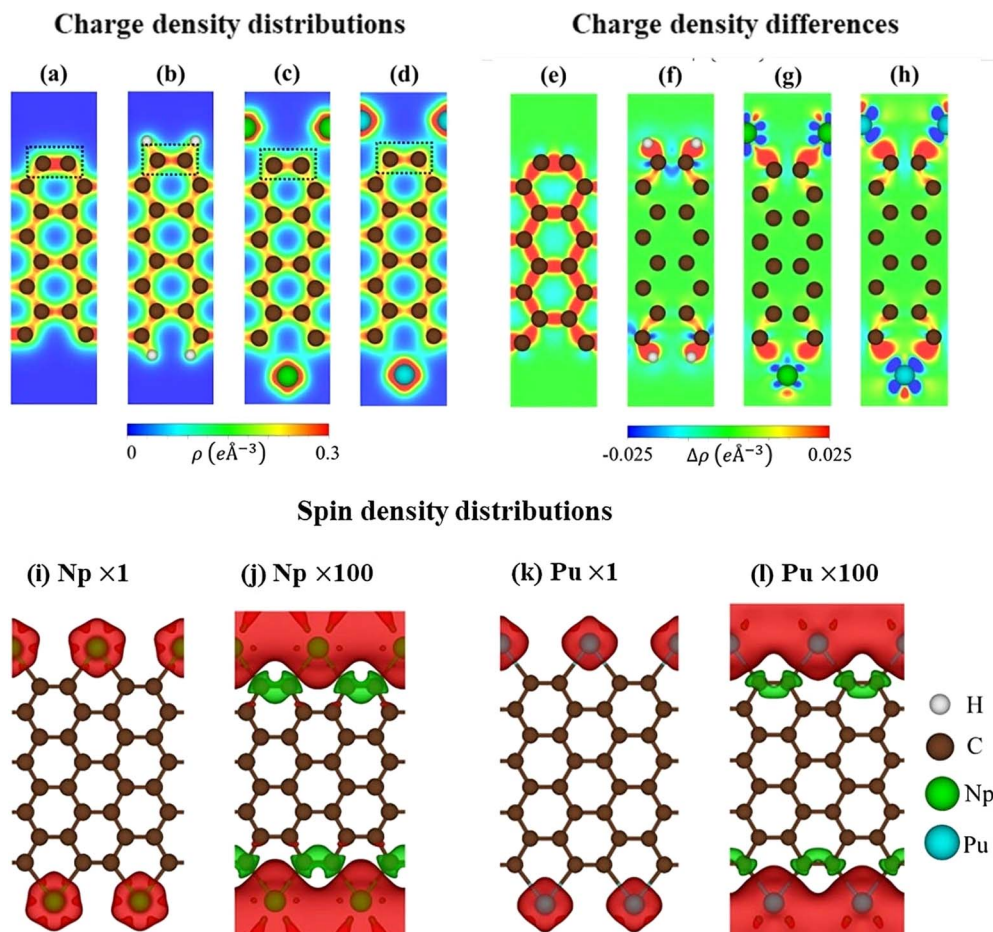 Charge density distributions
Charge density differences
(a) (b) (c) (d)
(e) (f) (g) (h)
0 ρ (eÅ⁻³) 0.3
-0.025 Δρ (eÅ⁻³) 0.025
Spin density distributions
(i) Np ×1
(j) Np ×100
(k) Pu ×1
(l) Pu ×100
H
C
Np
Pu